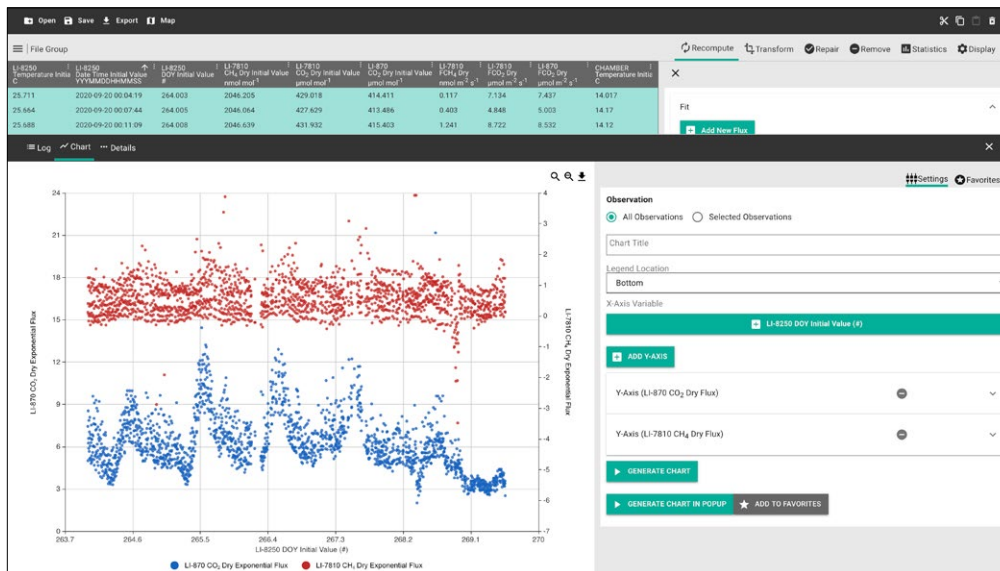 Open Save Export Map
File Group
Recompute Transform Repair Remove Statistics Display
LI-8250 LI-8250 LI-8250 LI-7810 LI-7810 LI-870 LI-7810 LI-7810 LI-870 CHAMBER
Temperature Initia Date Time Initial Value DOY Initial Value CH₄ Dry Initial Value CO₂ Dry Initial Value CO₂ Dry Initial Value FCH₄ Dry FCO₂ Dry FCO₂ Dry Temperature Initia
C YYYYMMDDHHMMSS # nmol mol⁻¹ µmol mol⁻¹ µmol mol⁻¹ nmol m⁻² s⁻¹ µmol m⁻² s⁻¹ µmol m⁻² s⁻¹ C
25.711 2020-09-20 00:04:19 264.003 2046.205 429.018 414.411 0.117 7.134 7.437 14.012
25.664 2020-09-20 00:07:44 264.005 2046.064 427.629 413.486 0.403 4.848 5.003 14.17
25.688 2020-09-20 00:11:09 264.008 2046.639 431.932 415.403 1.241 8.722 8.532 14.12
Fit
Add New Flux
Log Chart Details
Settings Favorites
24
21
18
15
12
9
6
3
0
LI-870 CO₂ Dry Exponential Flux
4
3
2
1
0
-1
-2
-3
-4
-5
-6
-7
LI-7810 CH₄ Dry Exponential Flux
263.7 264.6 265.5 266.4 267.3 268.2 269.1 270
LI-8250 DOY Initial Value (#)
LI-870 CO₂ Dry Exponential Flux LI-7810 CH₄ Dry Exponential Flux
Observation
All Observations Selected Observations
Chart Title
Legend Location
Bottom
X-Axis Variable
LI-8250 DOY Initial Value (#)
ADD Y-AXIS
Y-Axis (LI-870 CO₂ Dry Flux)
Y-Axis (LI-7810 CH₄ Dry Flux)
GENERATE CHART
GENERATE CHART IN POPUP ADD TO FAVORITES